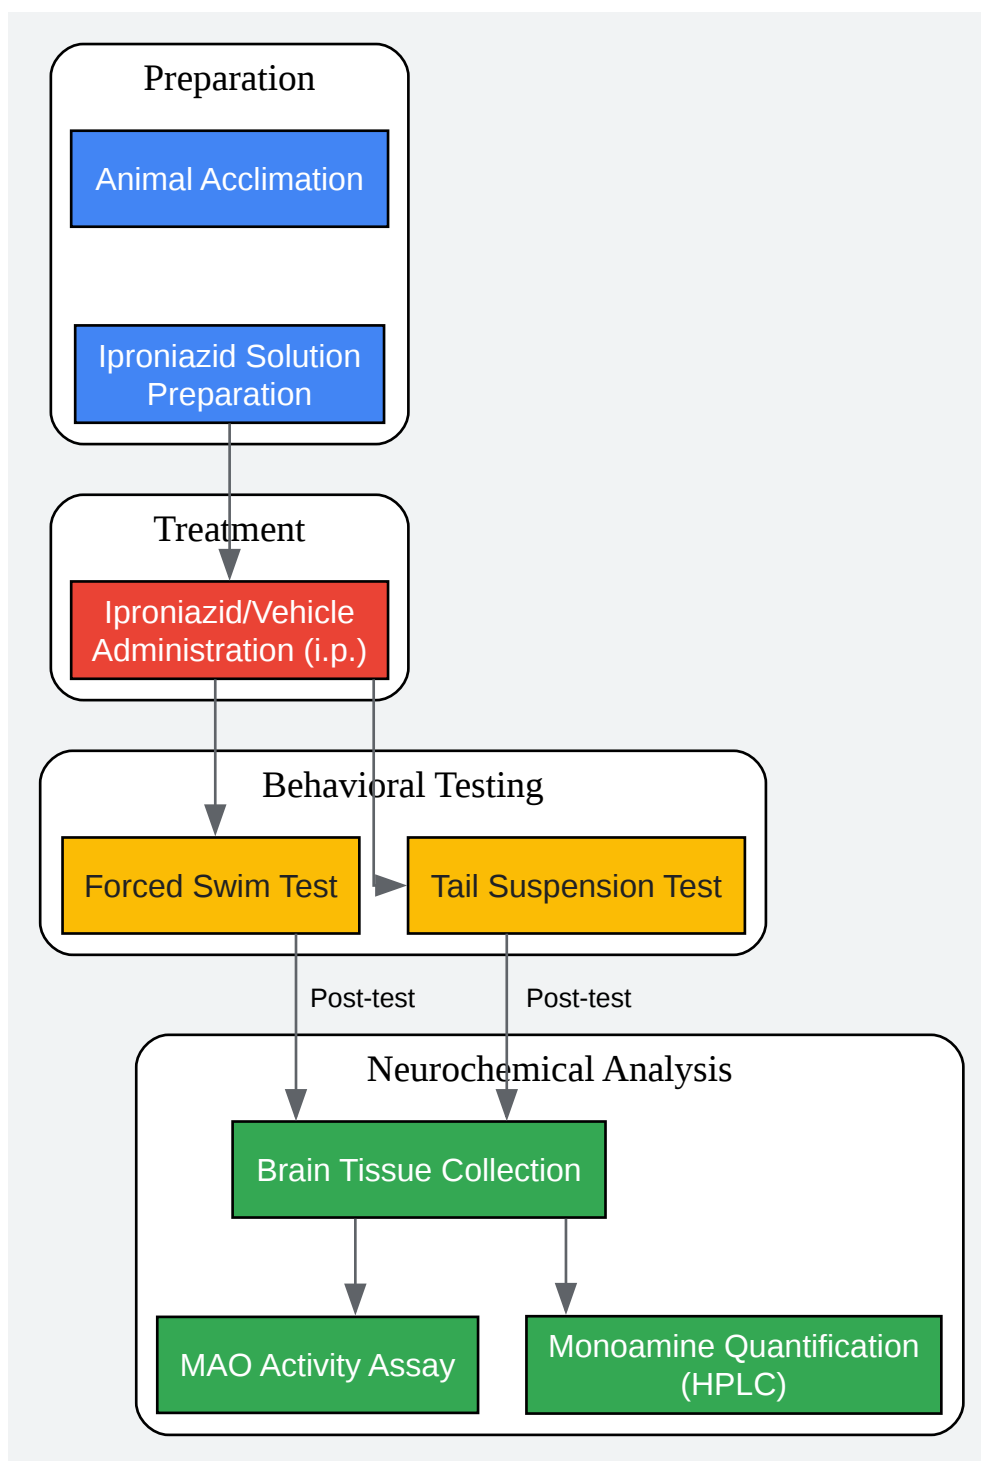 Preparation
Animal Acclimation
Iproniazid Solution
Preparation
Treatment
Iproniazid/Vehicle
Administration (i.p.)
Behavioral Testing
Forced Swim Test
Tail Suspension Test
Post-test
Post-test
Neurochemical Analysis
Brain Tissue Collection
MAO Activity Assay
Monoamine Quantification
(HPLC)